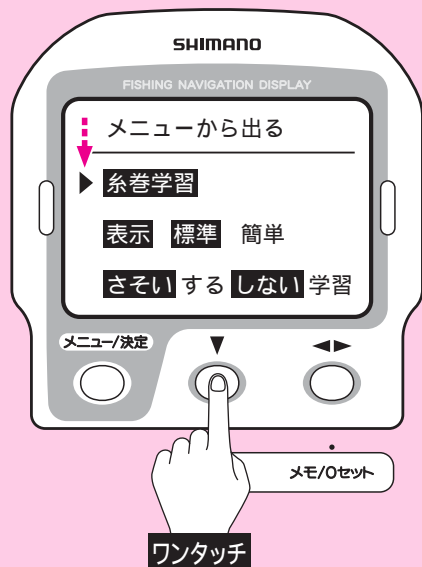 SHIMANO
FISHING NAVIGATION DISPLAY
メニューから出る
▶ 糸巻学習
表示 標準 簡単
さそい する しない 学習
メニュー/決定 ▼ ◀▶
メモ/0セット
ワンタッチ